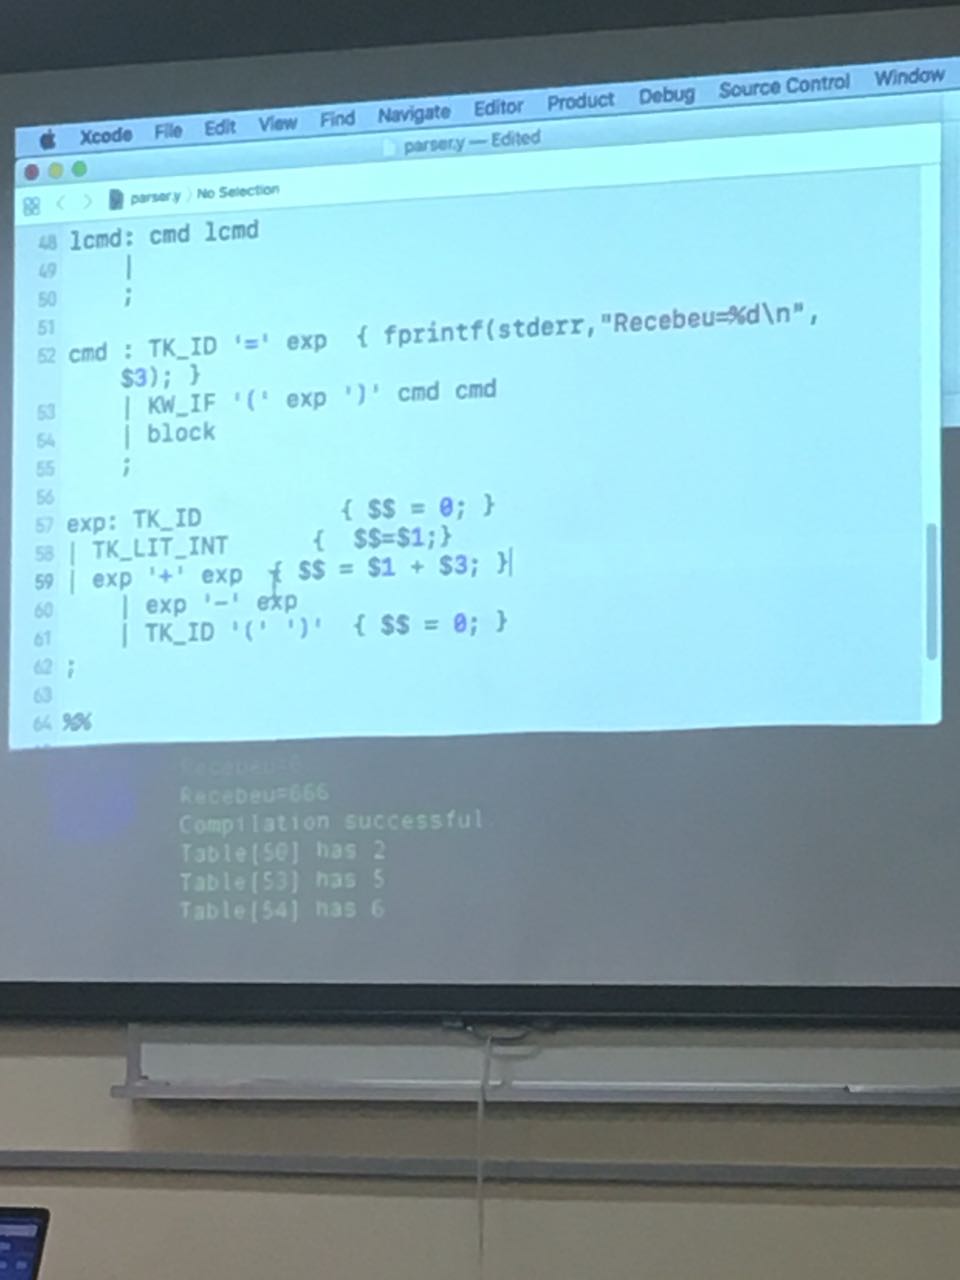 Xcode File Edit View Find Navigate Editor Product Debug Source Control Window
parser.y — Edited
parser.y No Selection
48 lcmd: cmd lcmd
49 |
50 ;
51
52 cmd : TK_ID '=' exp { fprintf(stderr,"Recebeu=%d\n",
$3); }
53 | KW_IF '(' exp ')' cmd cmd
54 | block
55 ;
56
57 exp: TK_ID { $$ = 0; }
58 | TK_LIT_INT { $$=$1;}
59 | exp '+' exp { $$ = $1 + $3; }
60 | exp '-' exp
61 | TK_ID '(' ')' { $$ = 0; }
62 ;
63
64 %%
Recebeu=666
Compilation successful
Table[50] has 2
Table[53] has 5
Table[54] has 6